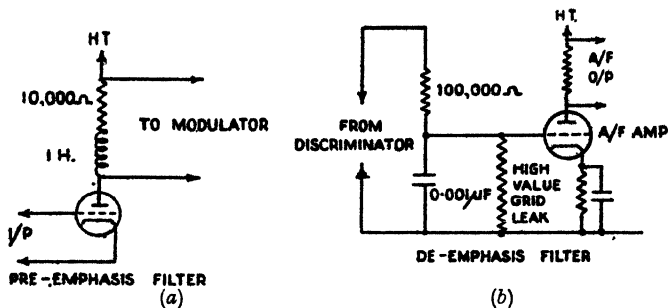 HT
10,000Ω
1 H.
TO MODULATOR
I/P
PRE-EMPHASIS FILTER
(a)
HT.
A/F
O/P
100,000Ω
FROM
DISCRIMINATOR
A/F AMP
0·001μF
HIGH
VALUE
GRID
LEAK
DE-EMPHASIS FILTER
(b)